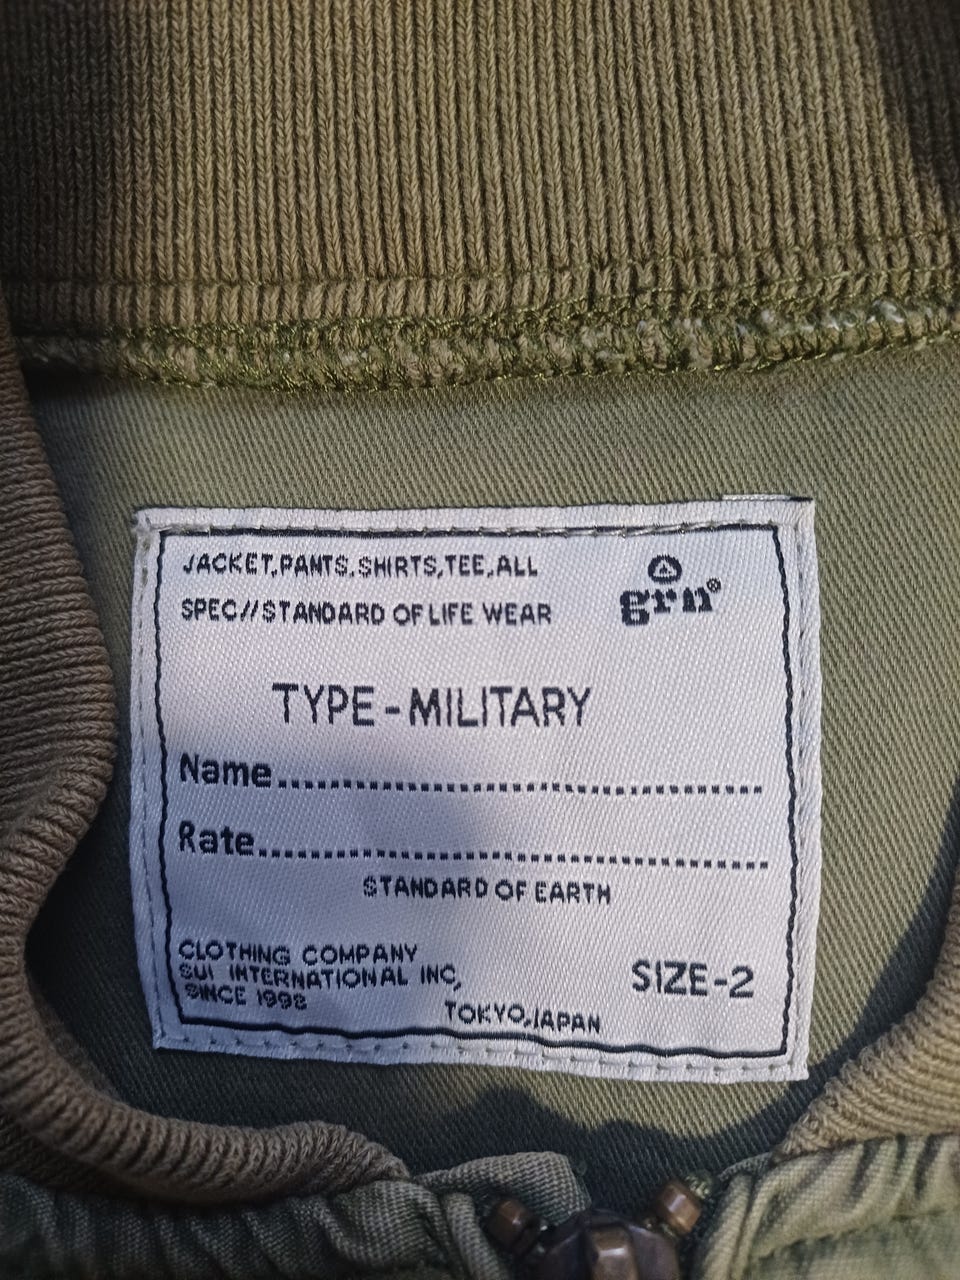 JACKET,PANTS,SHIRTS,TEE,ALL
SPEC//STANDARD OF LIFE WEAR
grn®
TYPE-MILITARY
Name........................................
Rate..........................................
STANDARD OF EARTH
CLOTHING COMPANY
SUI INTERNATIONAL INC,
SINCE 1998
TOKYO,JAPAN
SIZE-2